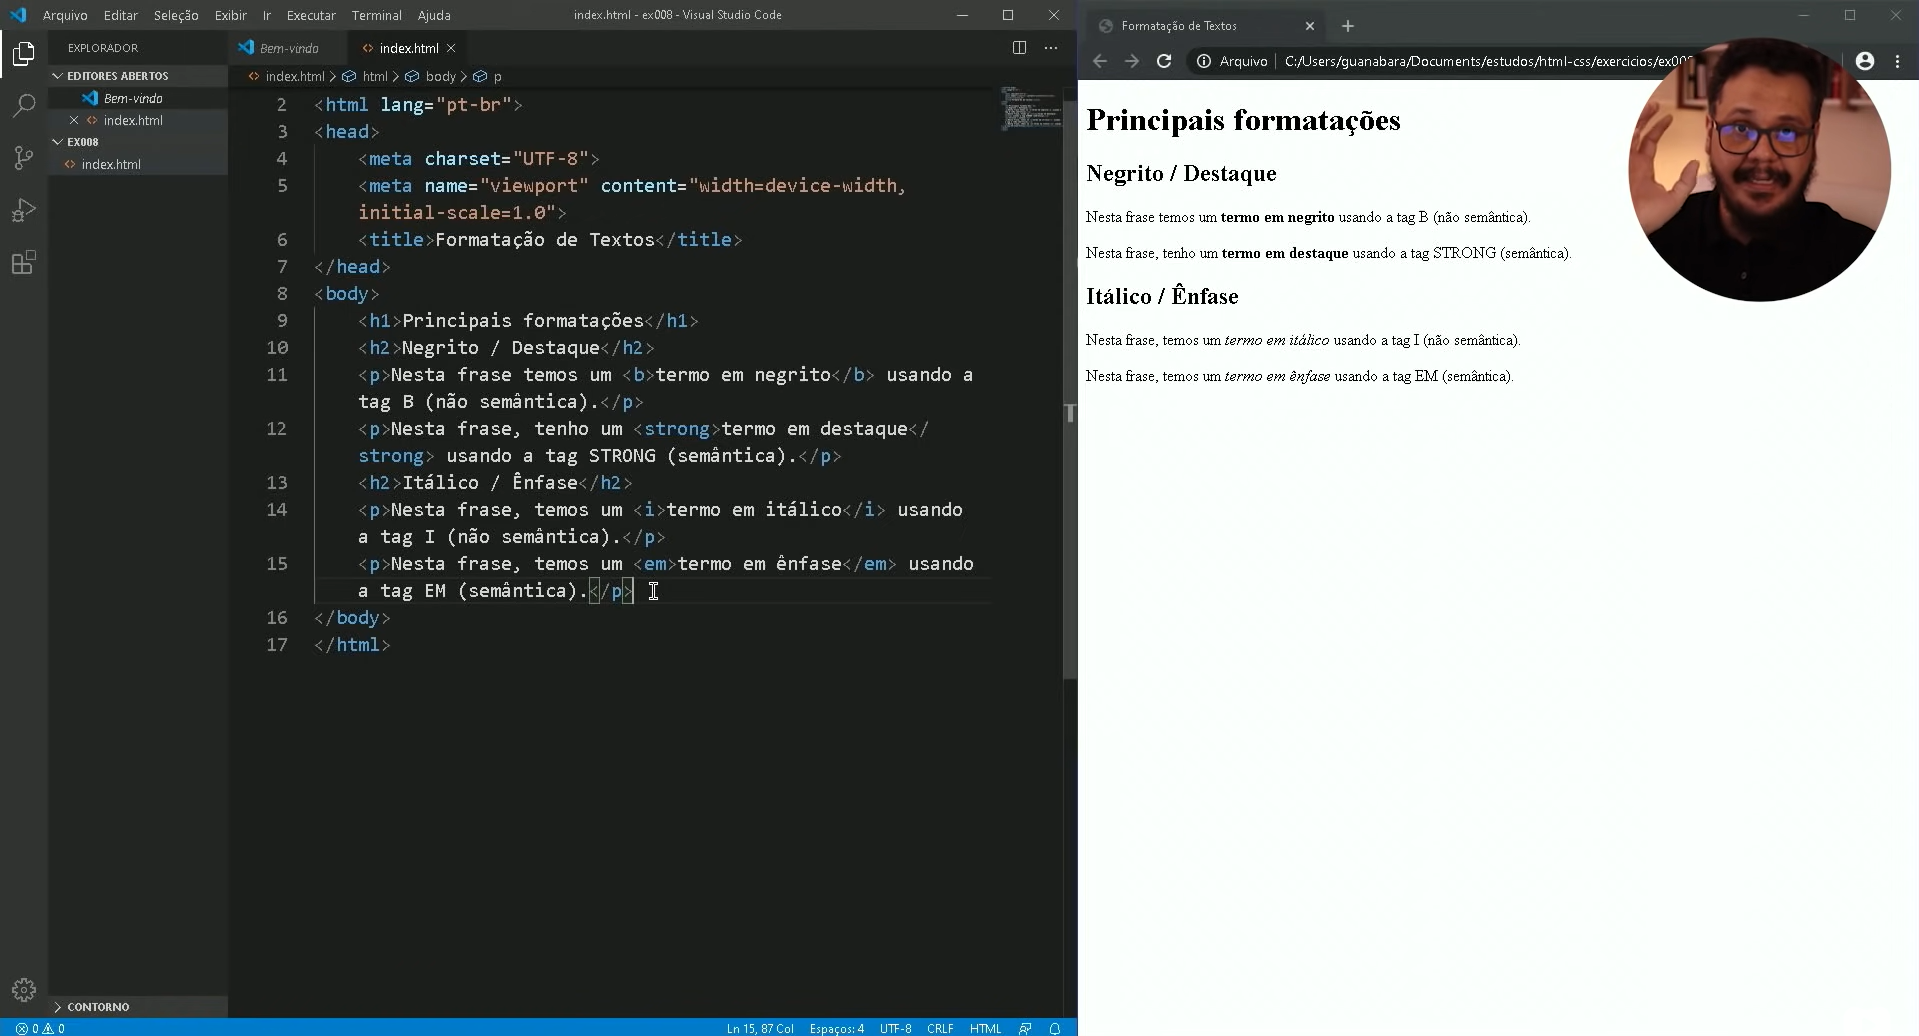 Arquivo Editar Seleção Exibir Ir Executar Terminal Ajuda
index.html - ex008 - Visual Studio Code
EXPLORADOR
EDITORES ABERTOS
Bem-vindo
index.html
EX008
index.html
CONTORNO
Bem-vindo index.html
index.html > html > body > p
2 <html lang="pt-br">
3 <head>
4 <meta charset="UTF-8">
5 <meta name="viewport" content="width=device-width,
initial-scale=1.0">
6 <title>Formatação de Textos</title>
7 </head>
8 <body>
9 <h1>Principais formatações</h1>
10 <h2>Negrito / Destaque</h2>
11 <p>Nesta frase temos um <b>termo em negrito</b> usando a
tag B (não semântica).</p>
12 <p>Nesta frase, tenho um <strong>termo em destaque</
strong> usando a tag STRONG (semântica).</p>
13 <h2>Itálico / Ênfase</h2>
14 <p>Nesta frase, temos um <i>termo em itálico</i> usando
a tag I (não semântica).</p>
15 <p>Nesta frase, temos um <em>termo em ênfase</em> usando
a tag EM (semântica).</p>
16 </body>
17 </html>
0 0
Ln 15, 87 Col Espaços: 4 UTF-8 CRLF HTML
Formatação de Textos
Arquivo C:/Users/guanabara/Documents/estudos/html-css/exercicios/ex00
Principais formatações
Negrito / Destaque
Nesta frase temos um termo em negrito usando a tag B (não semântica).
Nesta frase, tenho um termo em destaque usando a tag STRONG (semântica).
Itálico / Ênfase
Nesta frase, temos um termo em itálico usando a tag I (não semântica).
Nesta frase, temos um termo em ênfase usando a tag EM (semântica).